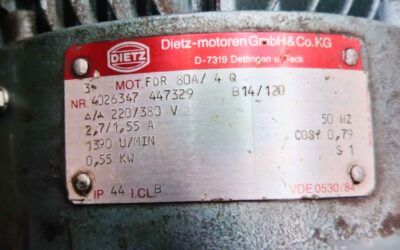 DIETZ
Dietz-motoren GmbH & Co. KG
D-7319 Dettingen u. Teck
3~ MOT. FDR 80A/ 4 Q
NR. 4026347 447329 B14/120
220/380 V
2,7/1,55 A 50 HZ
1390 U/MIN COSφ 0,79
0,55 KW S 1
IP 44 I.CL. B VDE 0530/84